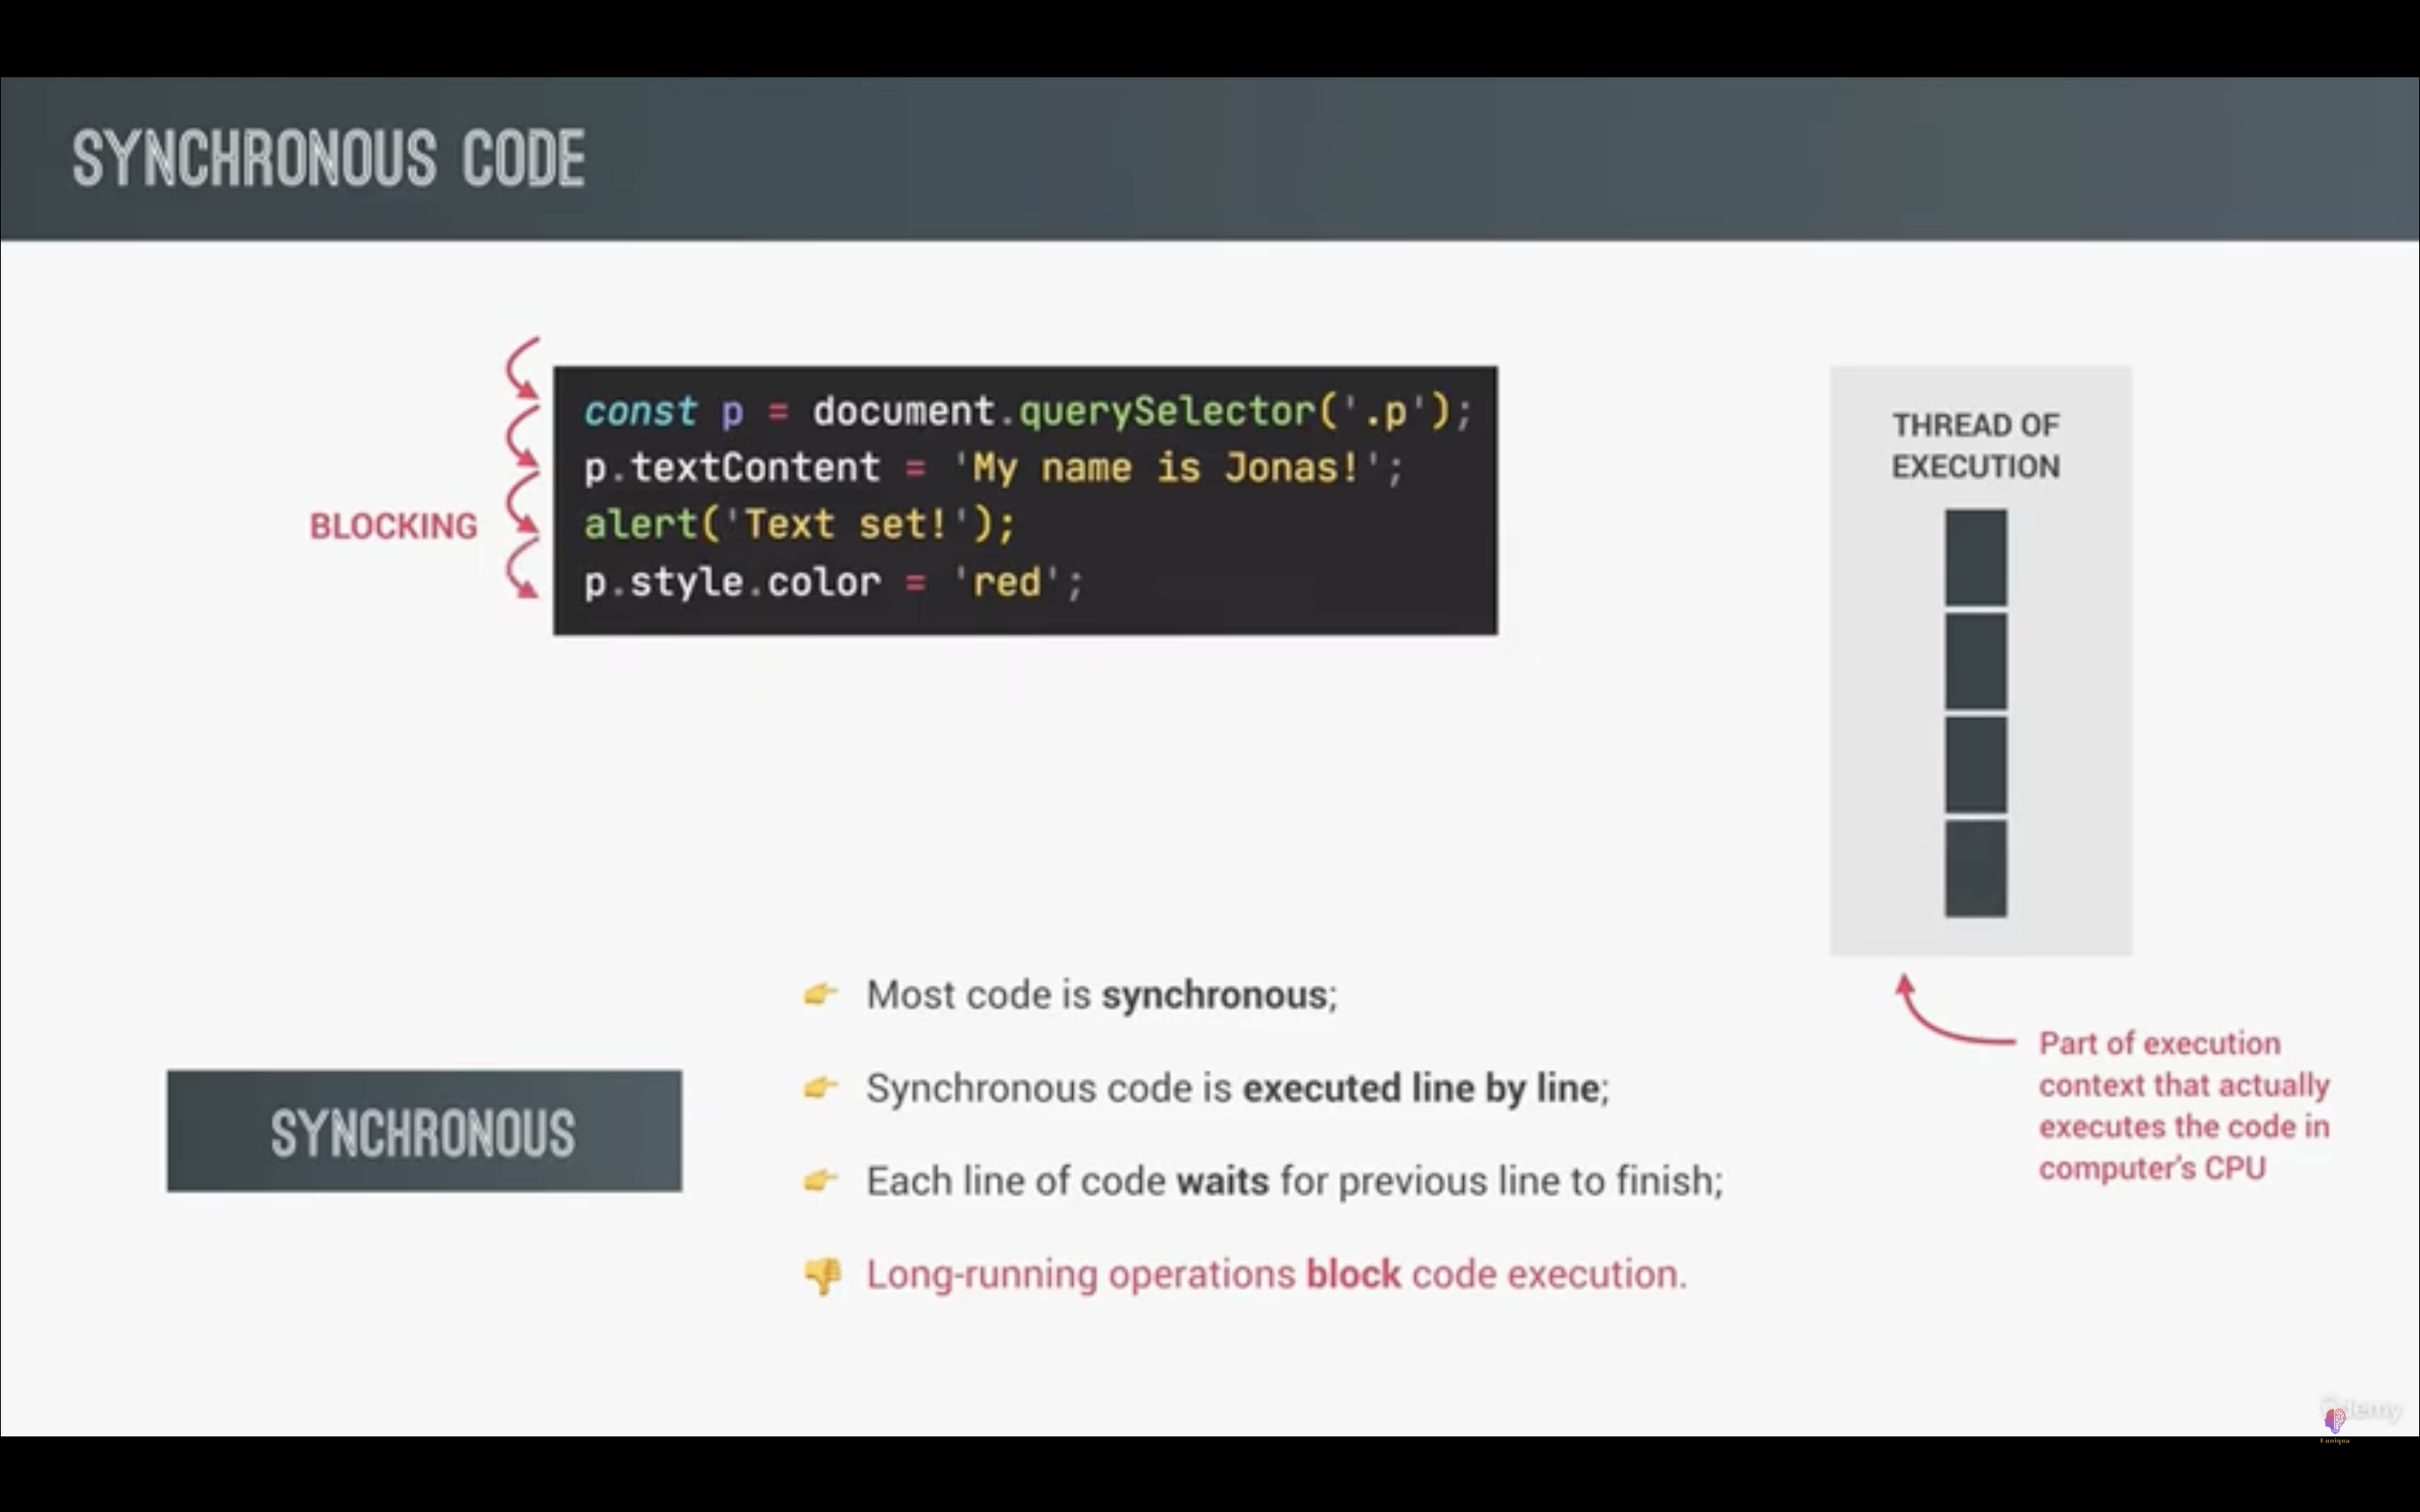 SYNCHRONOUS CODE
const p = document.querySelector('.p');
p.textContent = 'My name is Jonas!';
alert('Text set!');
p.style.color = 'red';
BLOCKING
THREAD OF
EXECUTION
Part of execution
context that actually
executes the code in
computer's CPU
SYNCHRONOUS
Most code is synchronous;
Synchronous code is executed line by line;
Each line of code waits for previous line to finish;
Long-running operations block code execution.